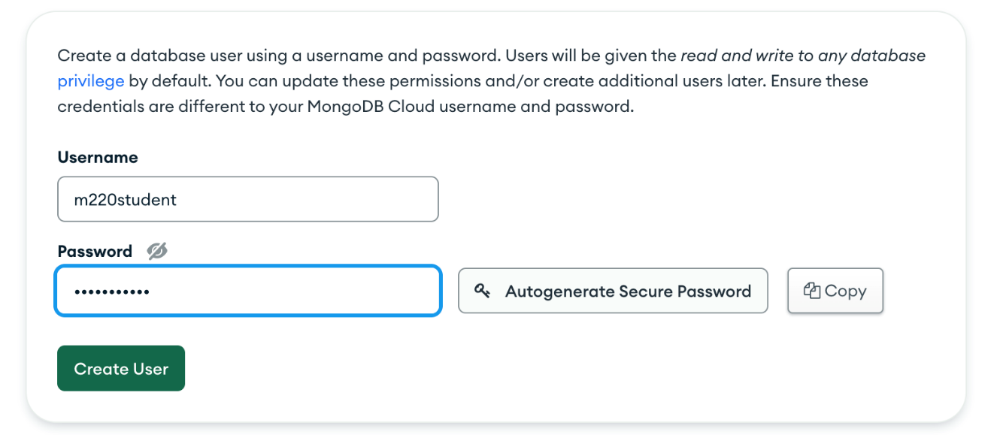 Create a database user using a username and password. Users will be given the read and write to any database
privilege by default. You can update these permissions and/or create additional users later. Ensure these
credentials are different to your MongoDB Cloud username and password.
Username
m220student
Password
•••••••••••
Autogenerate Secure Password
Copy
Create User